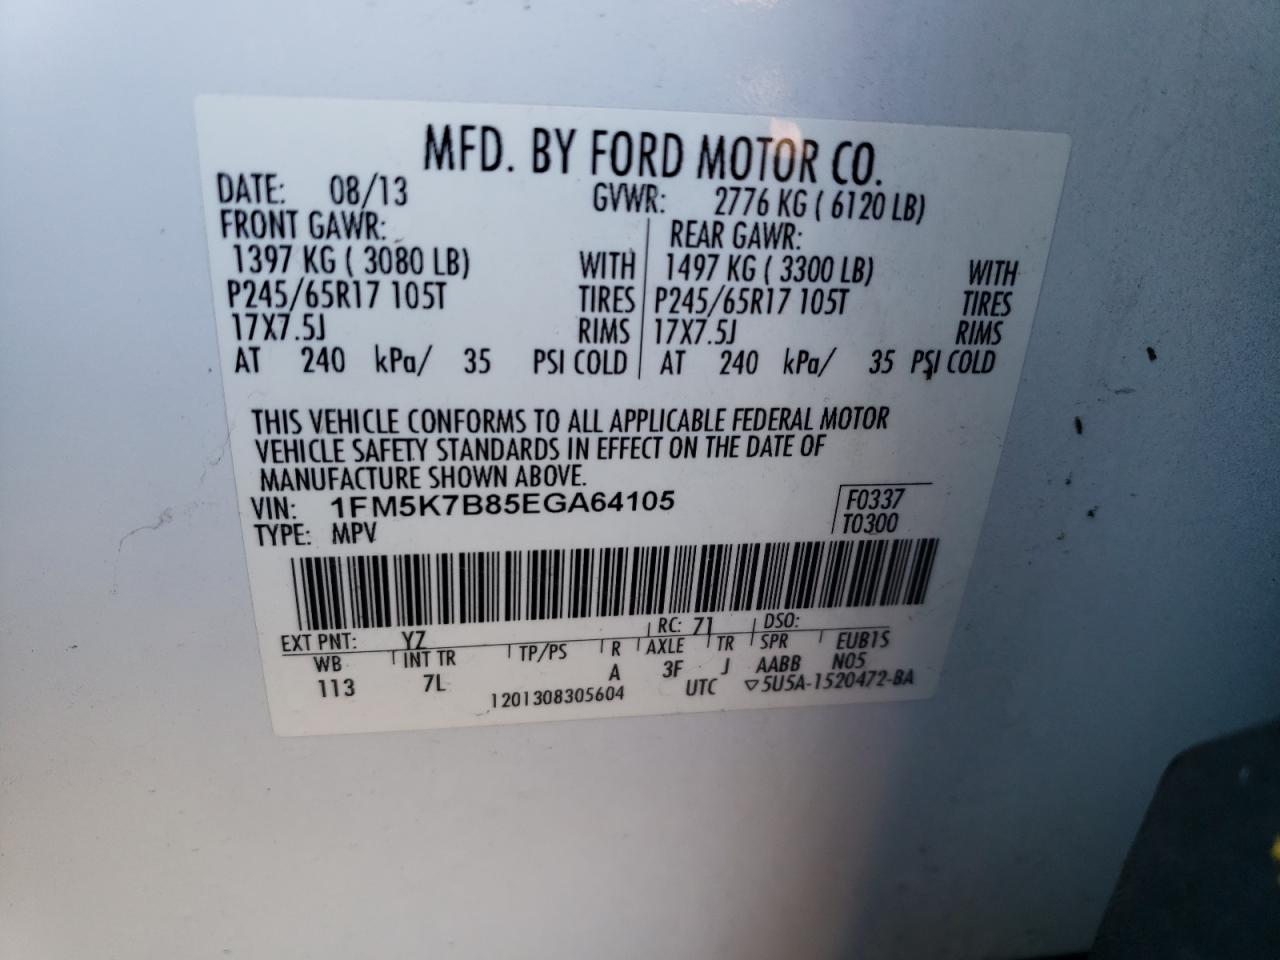 MFD. BY FORD MOTOR CO.
DATE: 08/13 GVWR: 2776 KG ( 6120 LB)
FRONT GAWR: REAR GAWR:
1397 KG ( 3080 LB) WITH 1497 KG ( 3300 LB) WITH
P245/65R17 105T TIRES P245/65R17 105T TIRES
17X7.5J RIMS 17X7.5J RIMS
AT 240 kPa/ 35 PSI COLD AT 240 kPa/ 35 PSI COLD
THIS VEHICLE CONFORMS TO ALL APPLICABLE FEDERAL MOTOR
VEHICLE SAFETY STANDARDS IN EFFECT ON THE DATE OF
MANUFACTURE SHOWN ABOVE.
VIN: 1FM5K7B85EGA64105 F0337
TYPE: MPV T0300
EXT PNT: YZ RC: 71 DSO:
WB INT TR TP/PS R AXLE TR SPR EUB1S
113 7L A 3F J AABB N05
1201308305604 UTC ▽5U5A-1520472-BA